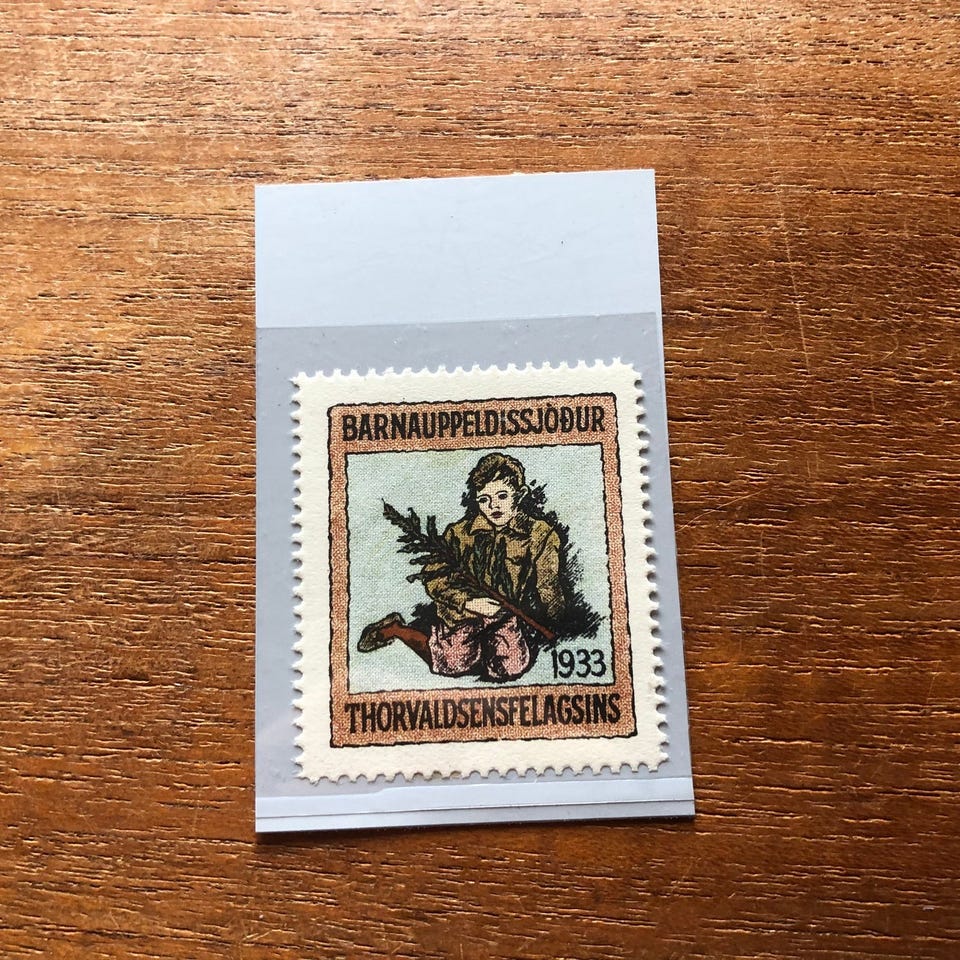 BARNAUPPELDISSJÓÐUR
1933
THORVALDSENSFELAGSINS